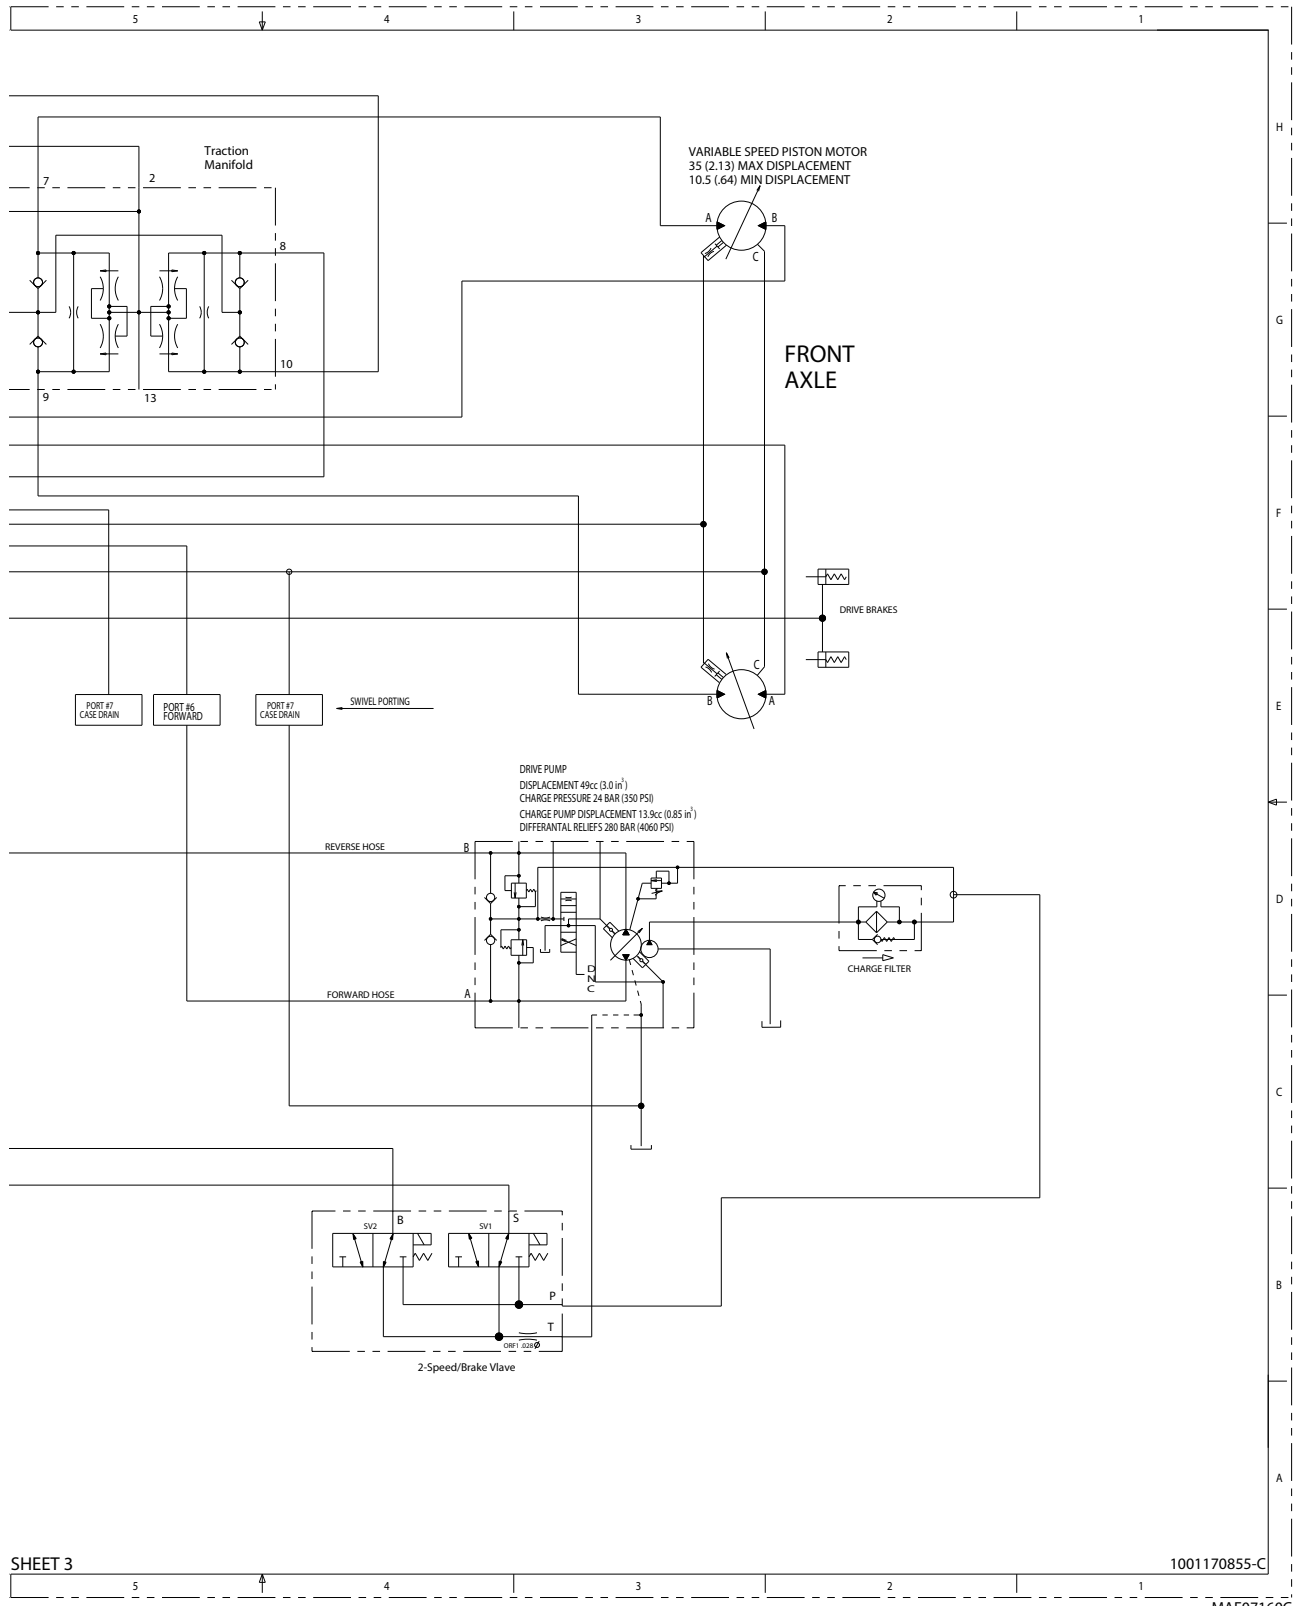 5 4 3 2 1
H
Traction
Manifold
VARIABLE SPEED PISTON MOTOR
35 (2.13) MAX DISPLACEMENT
10.5 (.64) MIN DISPLACEMENT
7 2
A B
C
8
G
FRONT
AXLE
10
9 13
F
DRIVE BRAKES
C
B A
PORT #7
CASE DRAIN
PORT #6
FORWARD
PORT #7
CASE DRAIN
SWIVEL PORTING
E
DRIVE PUMP
DISPLACEMENT 49cc (3.0 in³)
CHARGE PRESSURE 24 BAR (350 PSI)
CHARGE PUMP DISPLACEMENT 13.9cc (0.85 in³)
DIFFERANTAL RELIEFS 280 BAR (4060 PSI)
REVERSE HOSE B
D
CHARGE FILTER
D
N
C
FORWARD HOSE A
C
SV2 B SV1 S
B
P
T
ORF1 .028Ø
2-Speed/Brake Vlave
A
SHEET 3 1001170855-C
5 4 3 2 1